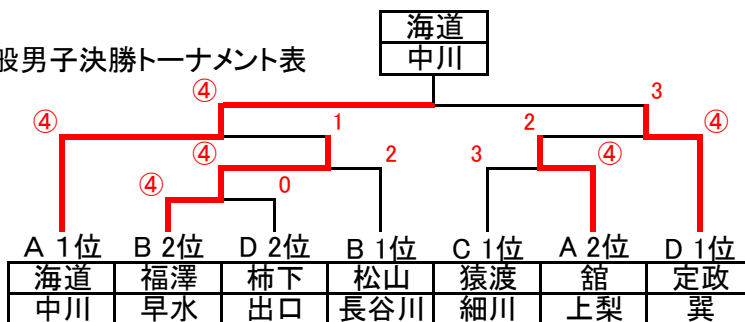 海道
中川
般男子決勝トーナメント表
④ 3
④ 1 2 ④
④ 2 3 ④
④ 0
A 1位 B 2位 D 2位 B 1位 C 1位 A 2位 D 1位
海道 福澤 柿下 松山 猿渡 舘 定政
中川 早水 出口 長谷川 細川 上梨 巽